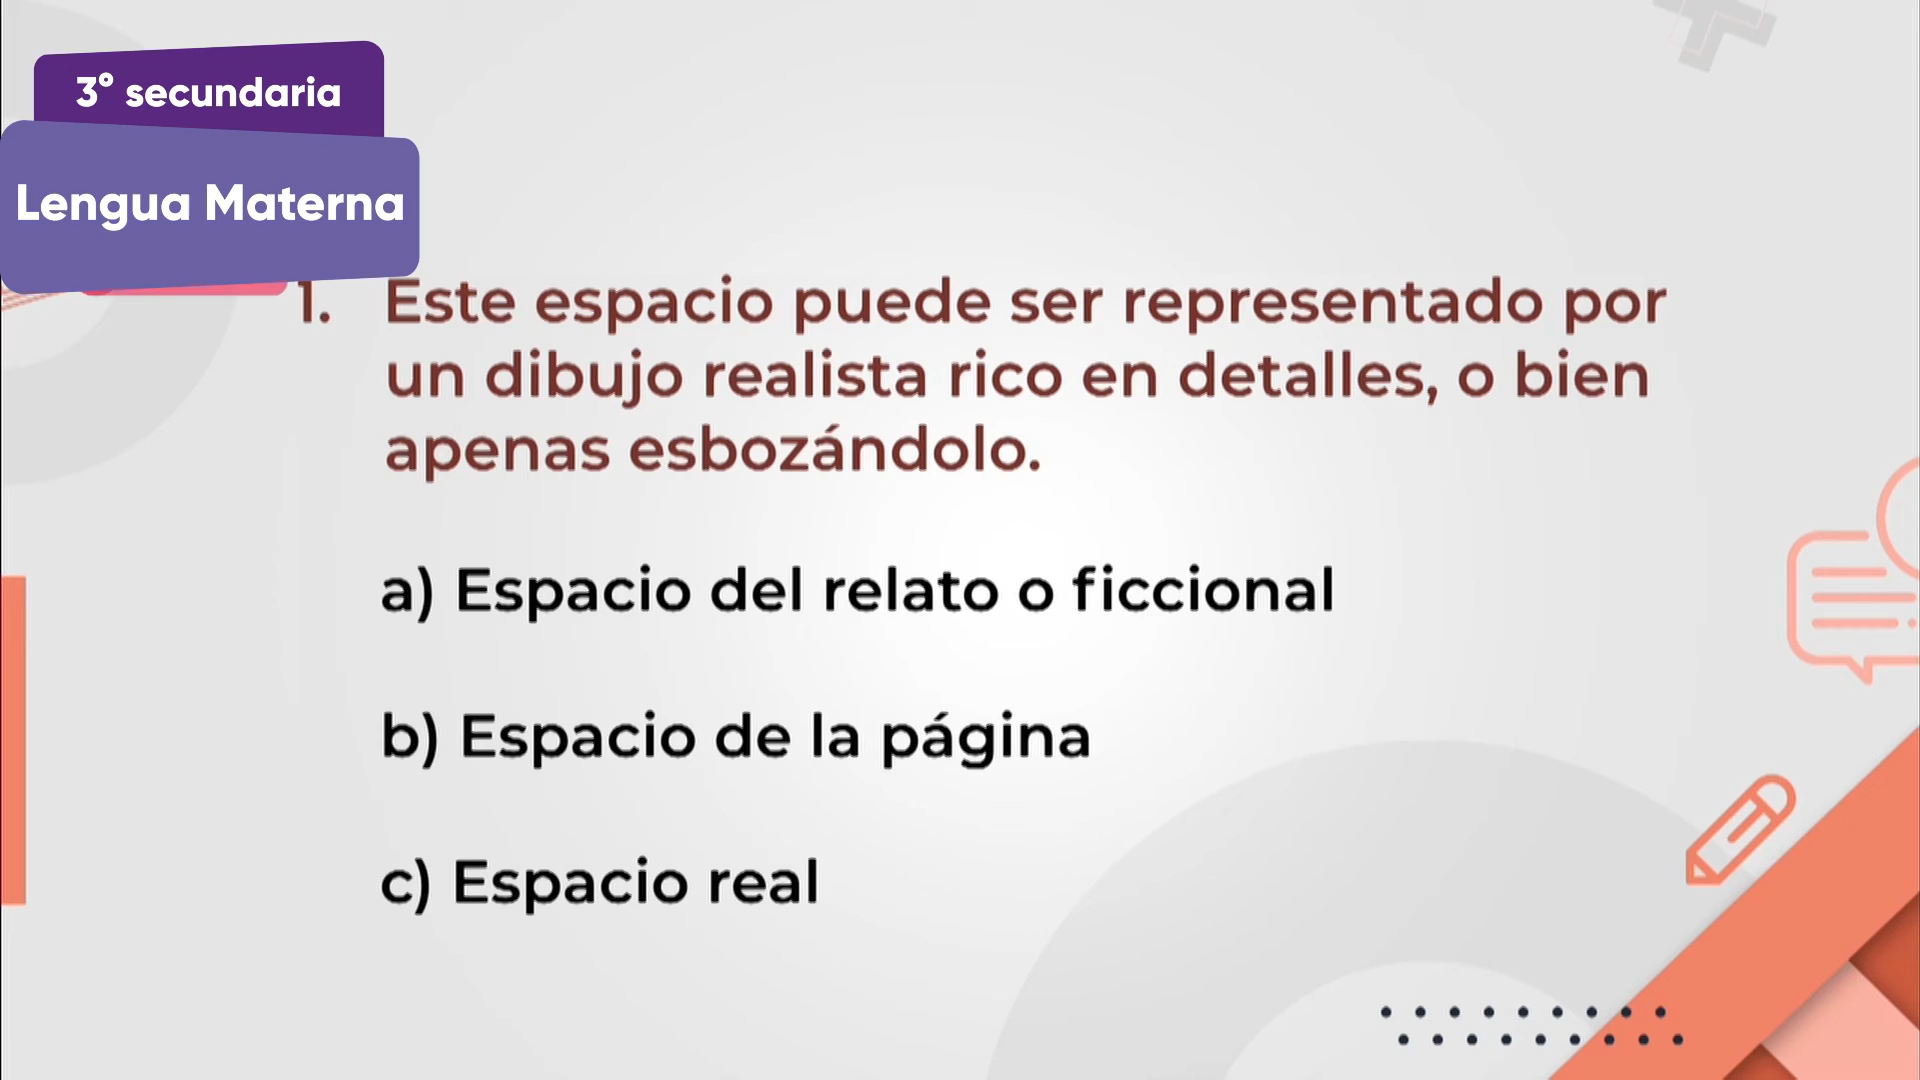 3° secundaria
Lengua Materna
1. Este espacio puede ser representado por
un dibujo realista rico en detalles, o bien
apenas esbozándolo.
a) Espacio del relato o ficcional
b) Espacio de la página
c) Espacio real